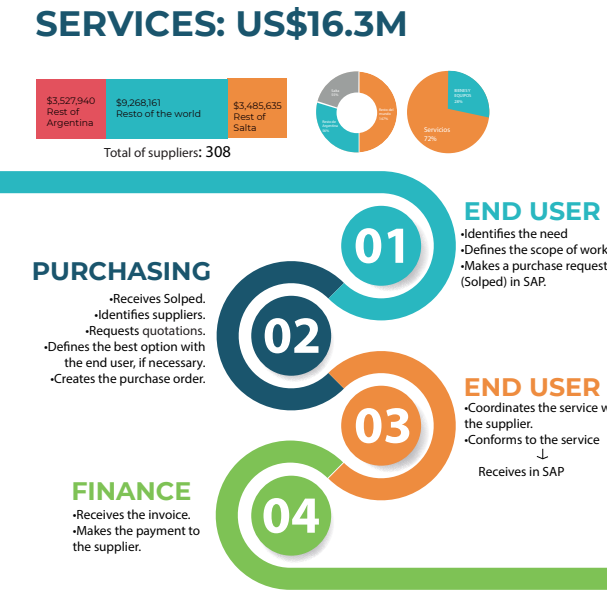 SERVICES: US$16.3M
$3,527,940
Rest of
Argentina
$9,268,161
Resto of the world
$3,485,635
Rest of
Salta
Total of suppliers: 308
Servicios
72%
BIENES Y
EQUIPOS
28%
01
END USER
•Identifies the need
•Defines the scope of work
•Makes a purchase request
(Solped) in SAP.
PURCHASING
•Receives Solped.
•Identifies suppliers.
•Requests quotations.
•Defines the best option with
the end user, if necessary.
•Creates the purchase order.
02
03
END USER
•Coordinates the service w
the supplier.
•Conforms to the service
↓
Receives in SAP
FINANCE
•Receives the invoice.
•Makes the payment to
the supplier.
04